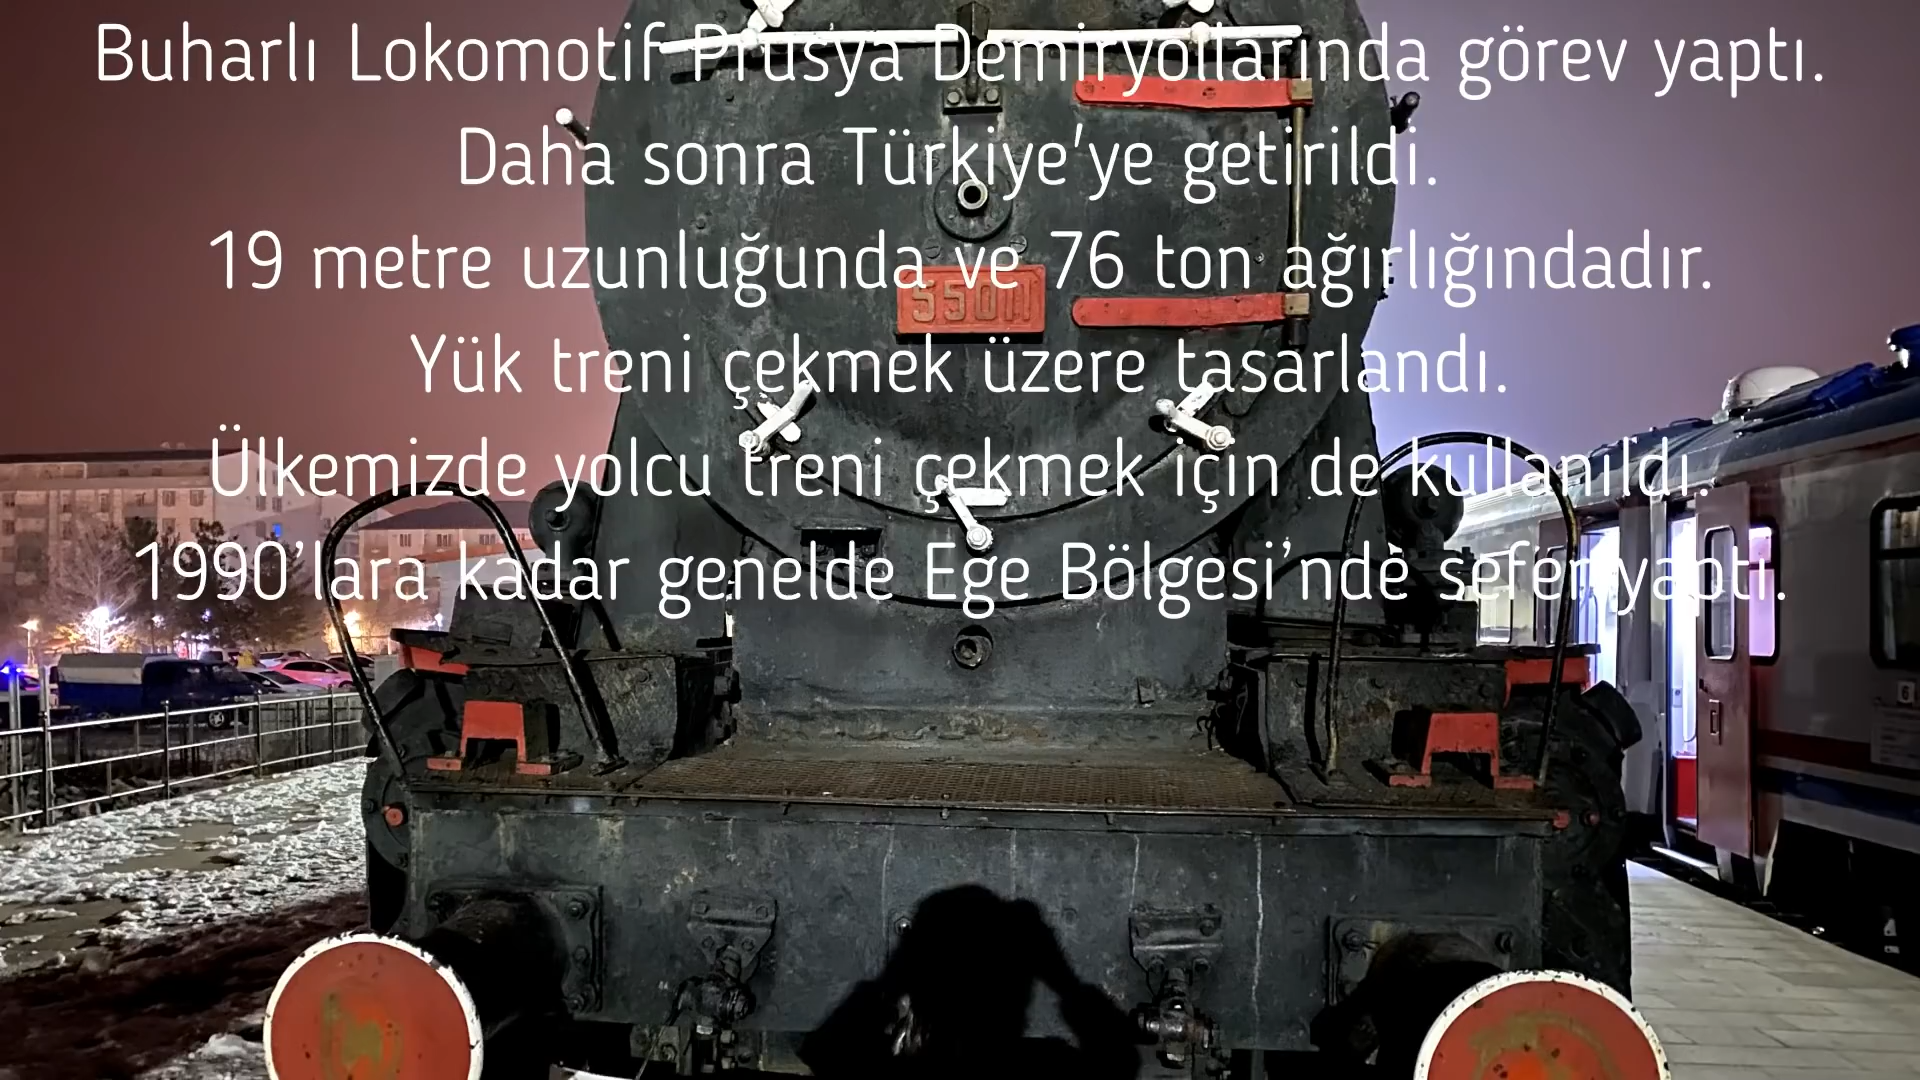 Buharlı Lokomotif Prusya Demiryollarında görev yaptı.
Daha sonra Türkiye'ye getirildi.
19 metre uzunluğunda ve 76 ton ağırlığındadır.
55011
Yük treni çekmek üzere tasarlandı.
Ülkemizde yolcu treni çekmek için de kullanıldı.
1990’lara kadar genelde Ege Bölgesi’nde sefer yaptı.
6